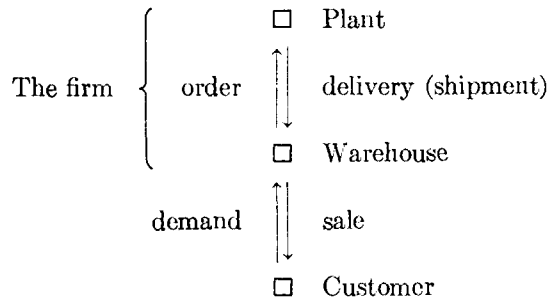 Plant
The firm order delivery (shipment)
Warehouse
demand sale
Customer